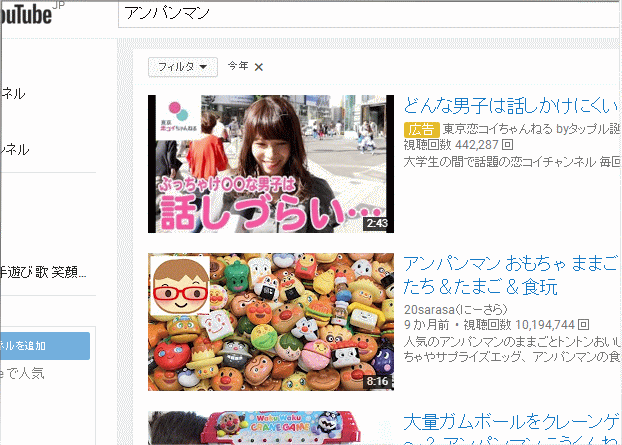 ouTube JP
アンパンマン
フィルタ ▼ 今年 ×
ンネル
ンネル
手遊び 歌 笑顔...
ネルを追加
e で人気
東京
恋コイちゃんねる
ぶっちゃけ〇〇な男子は
話しづらい…
2:43
どんな男子は話しかけにくい
広告 東京恋コイちゃんねる byタップル誕
視聴回数 442,287 回
大学生の間で話題の恋コイチャンネル 毎回
8:16
アンパンマン おもちゃ ままご
たち＆たまご＆食玩
20sarasa(にーさら)
9 か月前・視聴回数 10,194,744 回
人気のアンパンマンのままごとトントンおいし
ちゃやサプライズエッグ、アンパンマンの食
Waku Waku
CRANE GAME
大量ガムボールをクレーンゲ